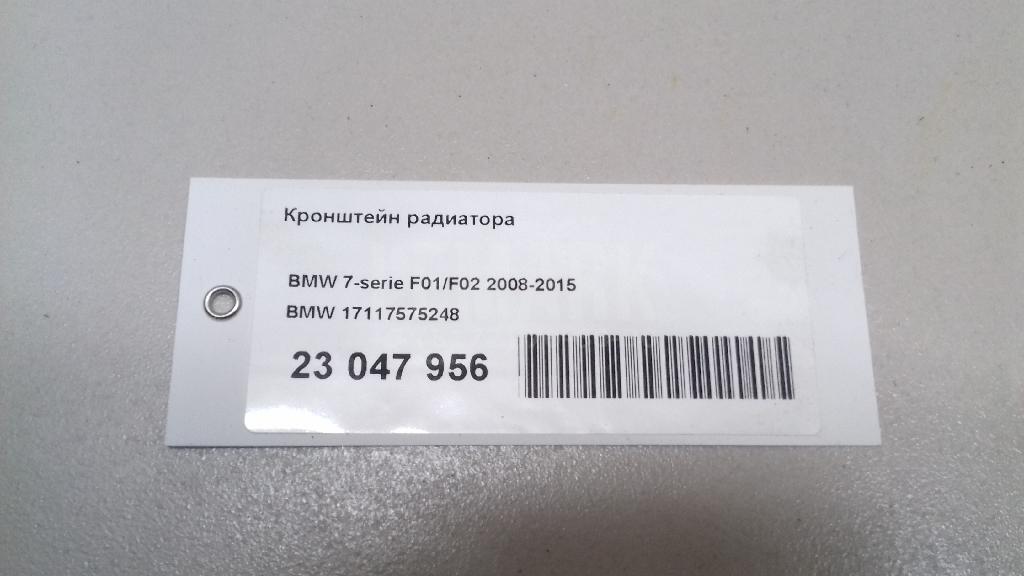 Кронштейн радиатора
BMW 7-serie F01/F02 2008-2015
BMW 17117575248
23 047 956